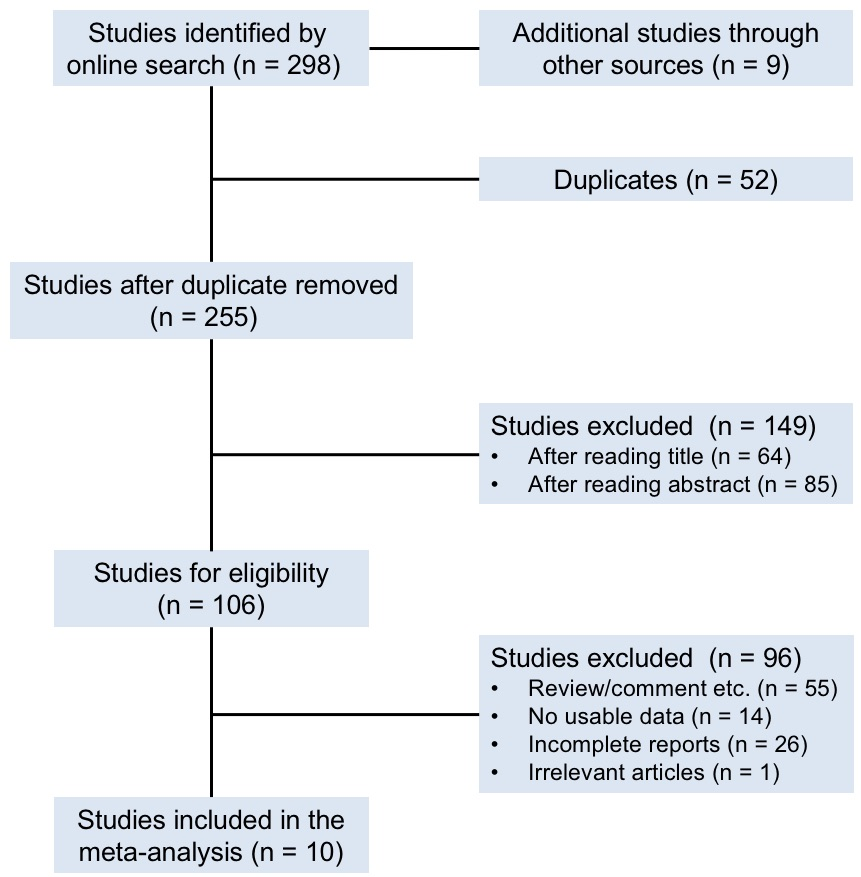 Studies identified by
online search (n = 298)
Additional studies through
other sources (n = 9)
Duplicates (n = 52)
Studies after duplicate removed
(n = 255)
Studies excluded  (n = 149)
• After reading title (n = 64)
• After reading abstract (n = 85)
Studies for eligibility
(n = 106)
Studies excluded  (n = 96)
• Review/comment etc. (n = 55)
• No usable data (n = 14)
• Incomplete reports (n = 26)
• Irrelevant articles (n = 1)
Studies included in the
meta-analysis (n = 10)